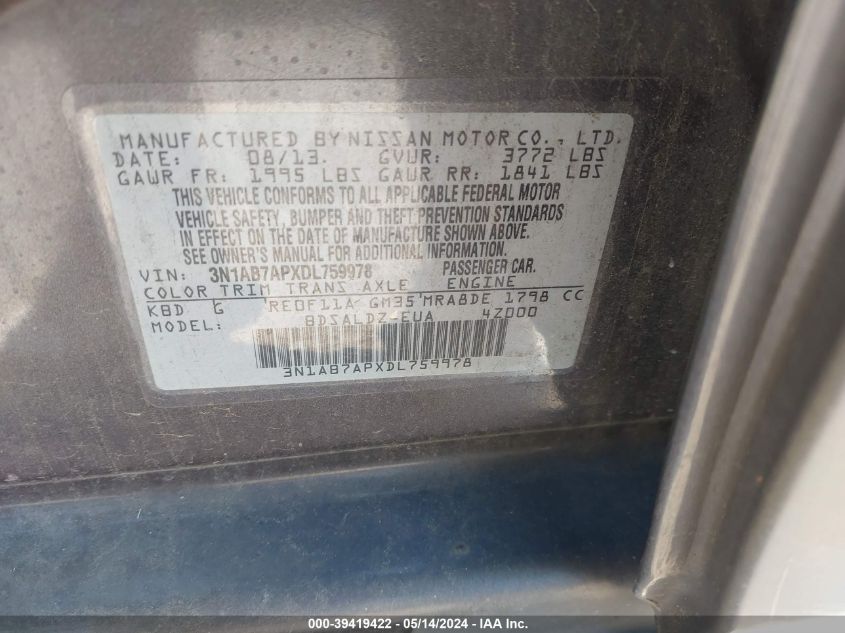 MANUFACTURED BY NISSAN MOTOR CO., LTD.
DATE: 08/13. GVWR: 3772 LBS
GAWR FR: 1995 LBS GAWR RR: 1841 LBS
THIS VEHICLE CONFORMS TO ALL APPLICABLE FEDERAL MOTOR
VEHICLE SAFETY, BUMPER AND THEFT PREVENTION STANDARDS
IN EFFECT ON THE DATE OF MANUFACTURE SHOWN ABOVE.
SEE OWNER'S MANUAL FOR ADDITIONAL INFORMATION.
VIN: 3N1AB7APXDL759978 PASSENGER CAR.
COLOR TRIM TRANS AXLE ENGINE
KBD G RE0F11A GM35 MRA8DE 1798 CC
MODEL: BDSALDZ-EUA 4Z000
3N1AB7APXDL759978
000-39419422 - 05/14/2024 - IAA Inc.